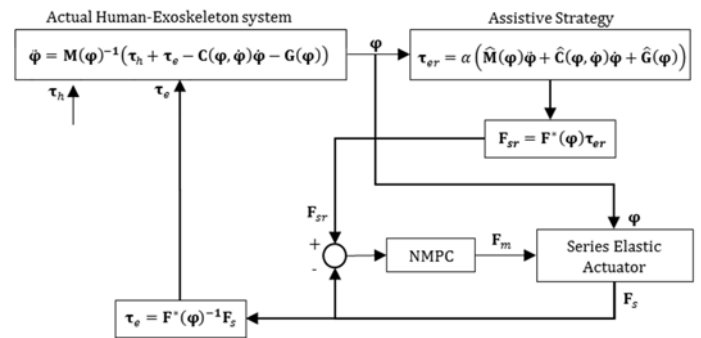 Actual Human-Exoskeleton system
Assistive Strategy
φ̈ = M(φ)⁻¹(τₕ + τₑ − C(φ, φ̇)φ̇ − G(φ))
φ
τₑᵣ = α(M̂(φ)φ̈ + Ĉ(φ, φ̇)φ̇ + Ĝ(φ))
τₕ
τₑ
Fₛᵣ = F*(φ)τₑᵣ
Fₛᵣ
φ
+
-
NMPC
Fₘ
Series Elastic
Actuator
Fₛ
τₑ = F*(φ)⁻¹Fₛ